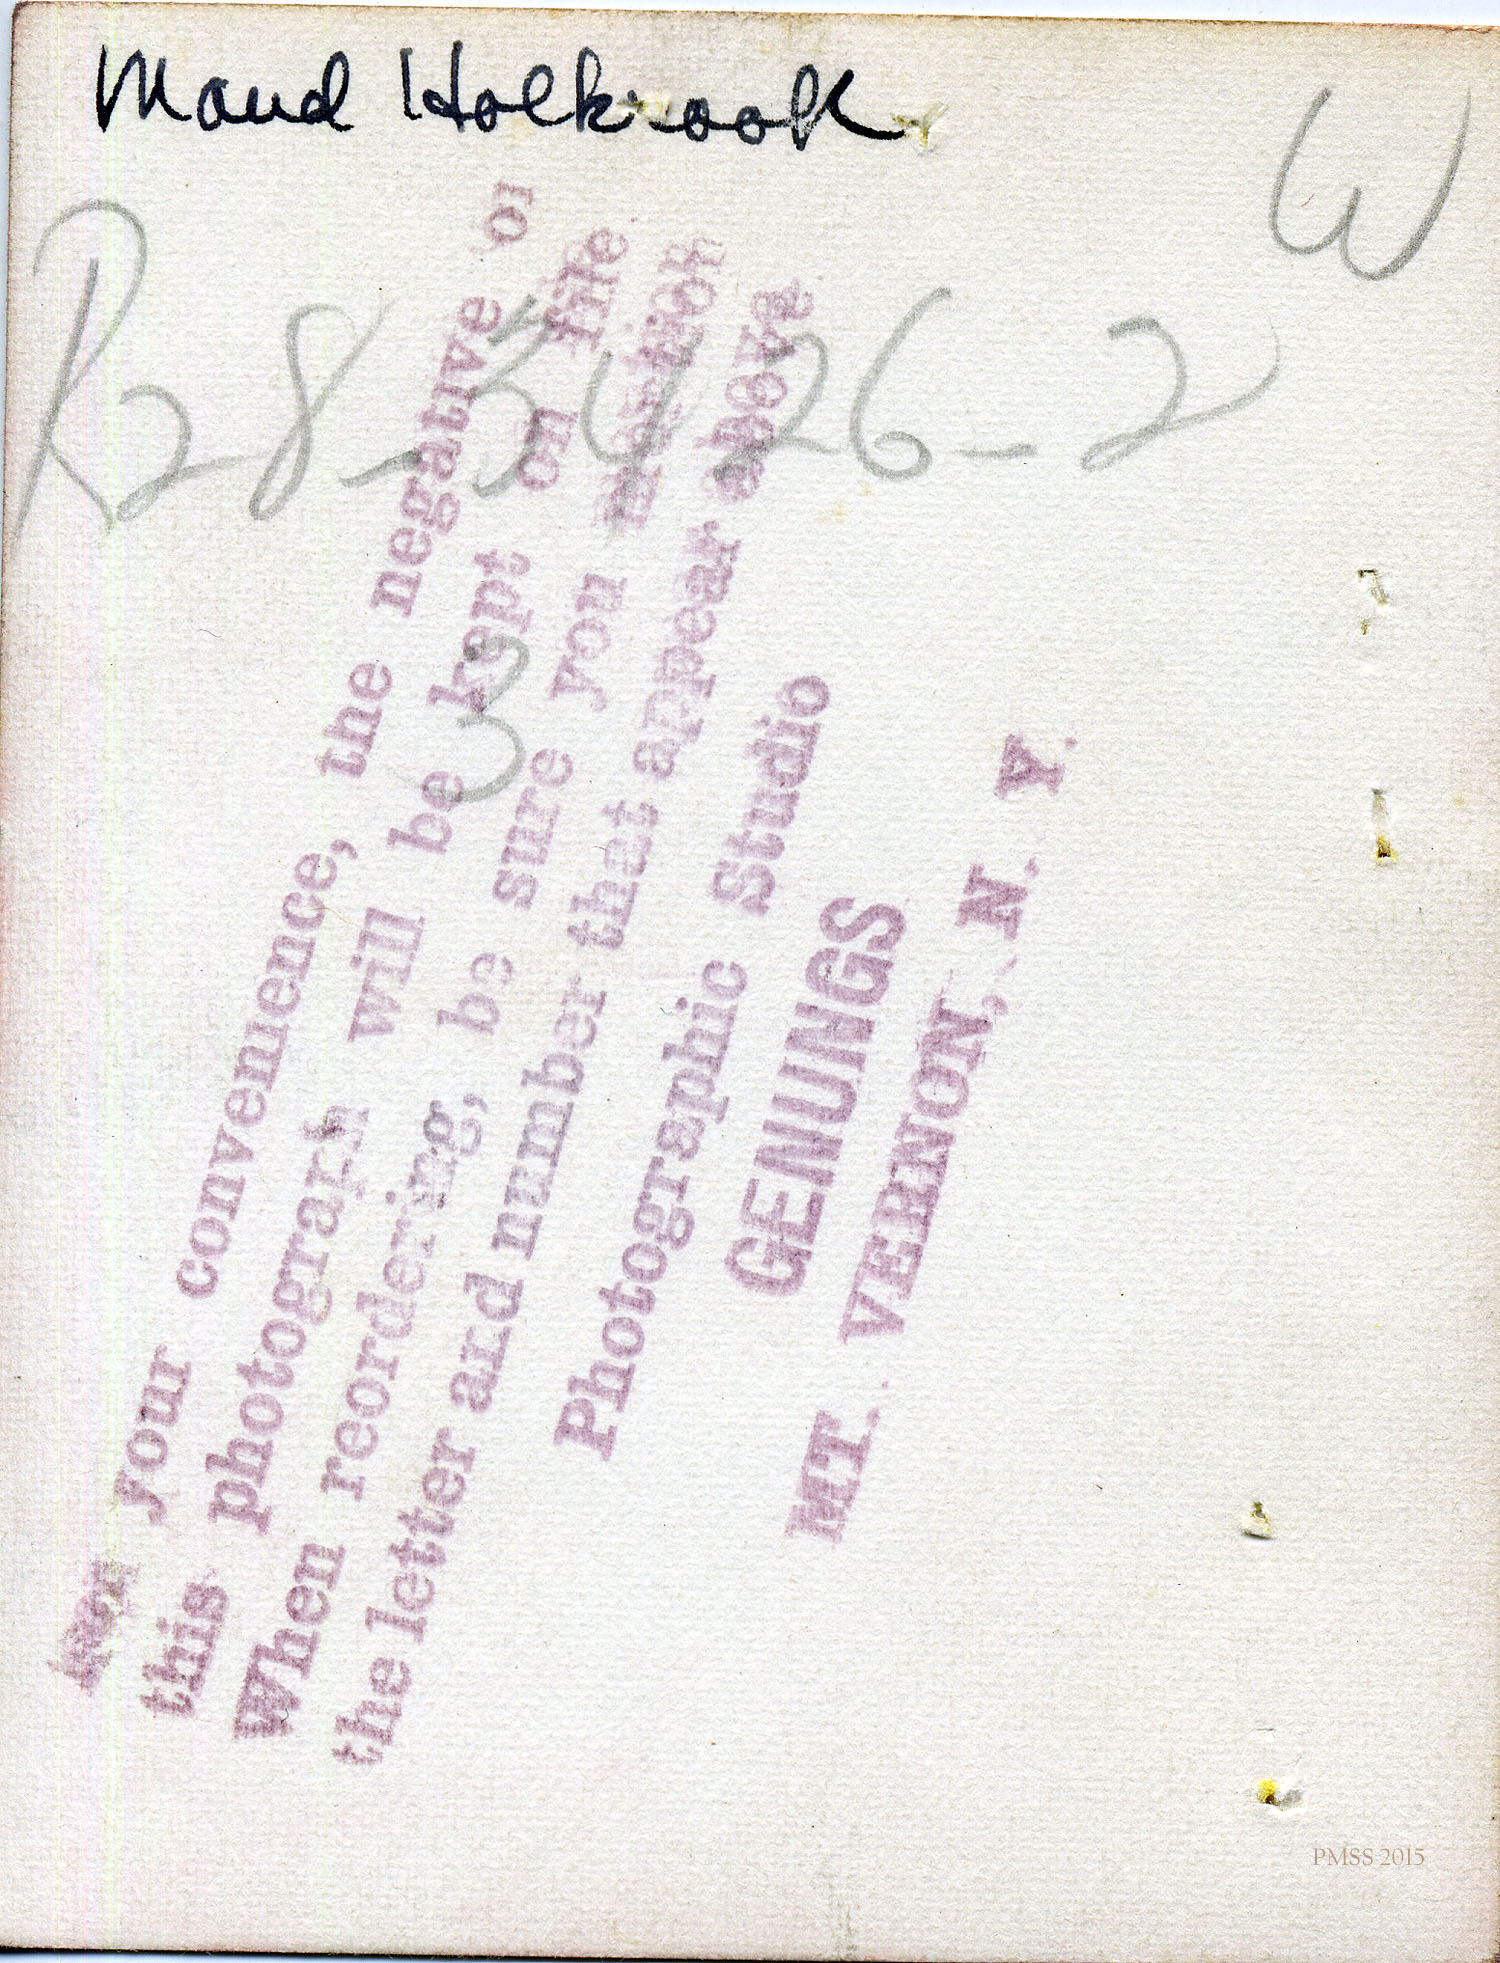 Maud Holbrook
W
R28-5426-2
3
For your convenience, the negative of
this photograph will be kept on file
When reordering, be sure you mention
the letter and number that appear above
Photographic Studio
GENUNGS
MT. VERNON, N. Y.
PMSS 2015